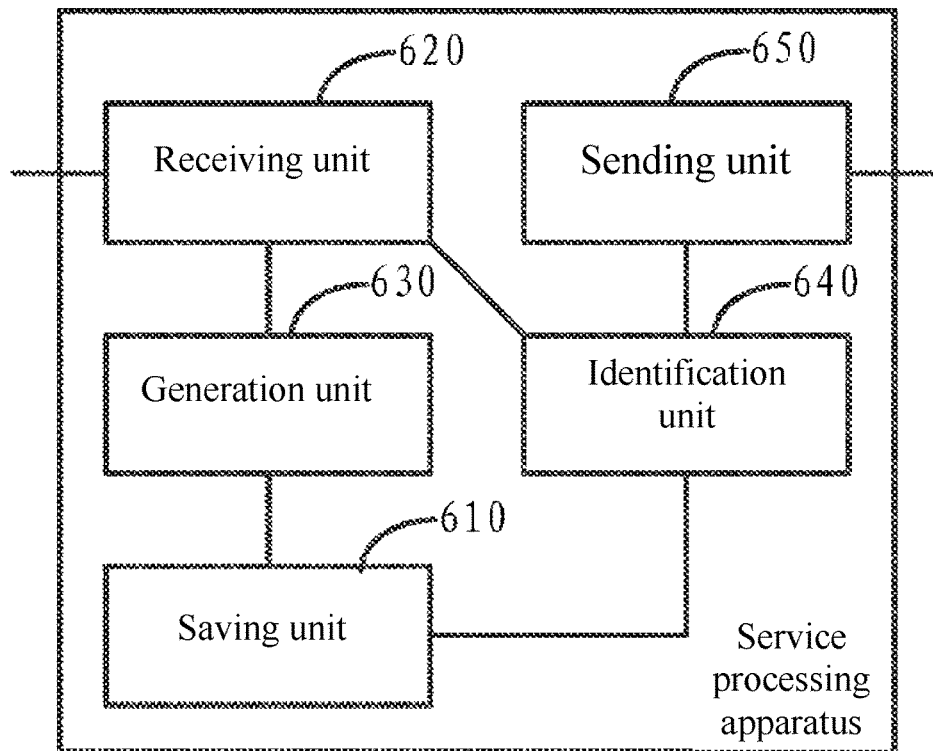 620
650
Receiving unit
Sending unit
630
640
Generation unit
Identification
unit
610
Saving unit
Service
processing
apparatus